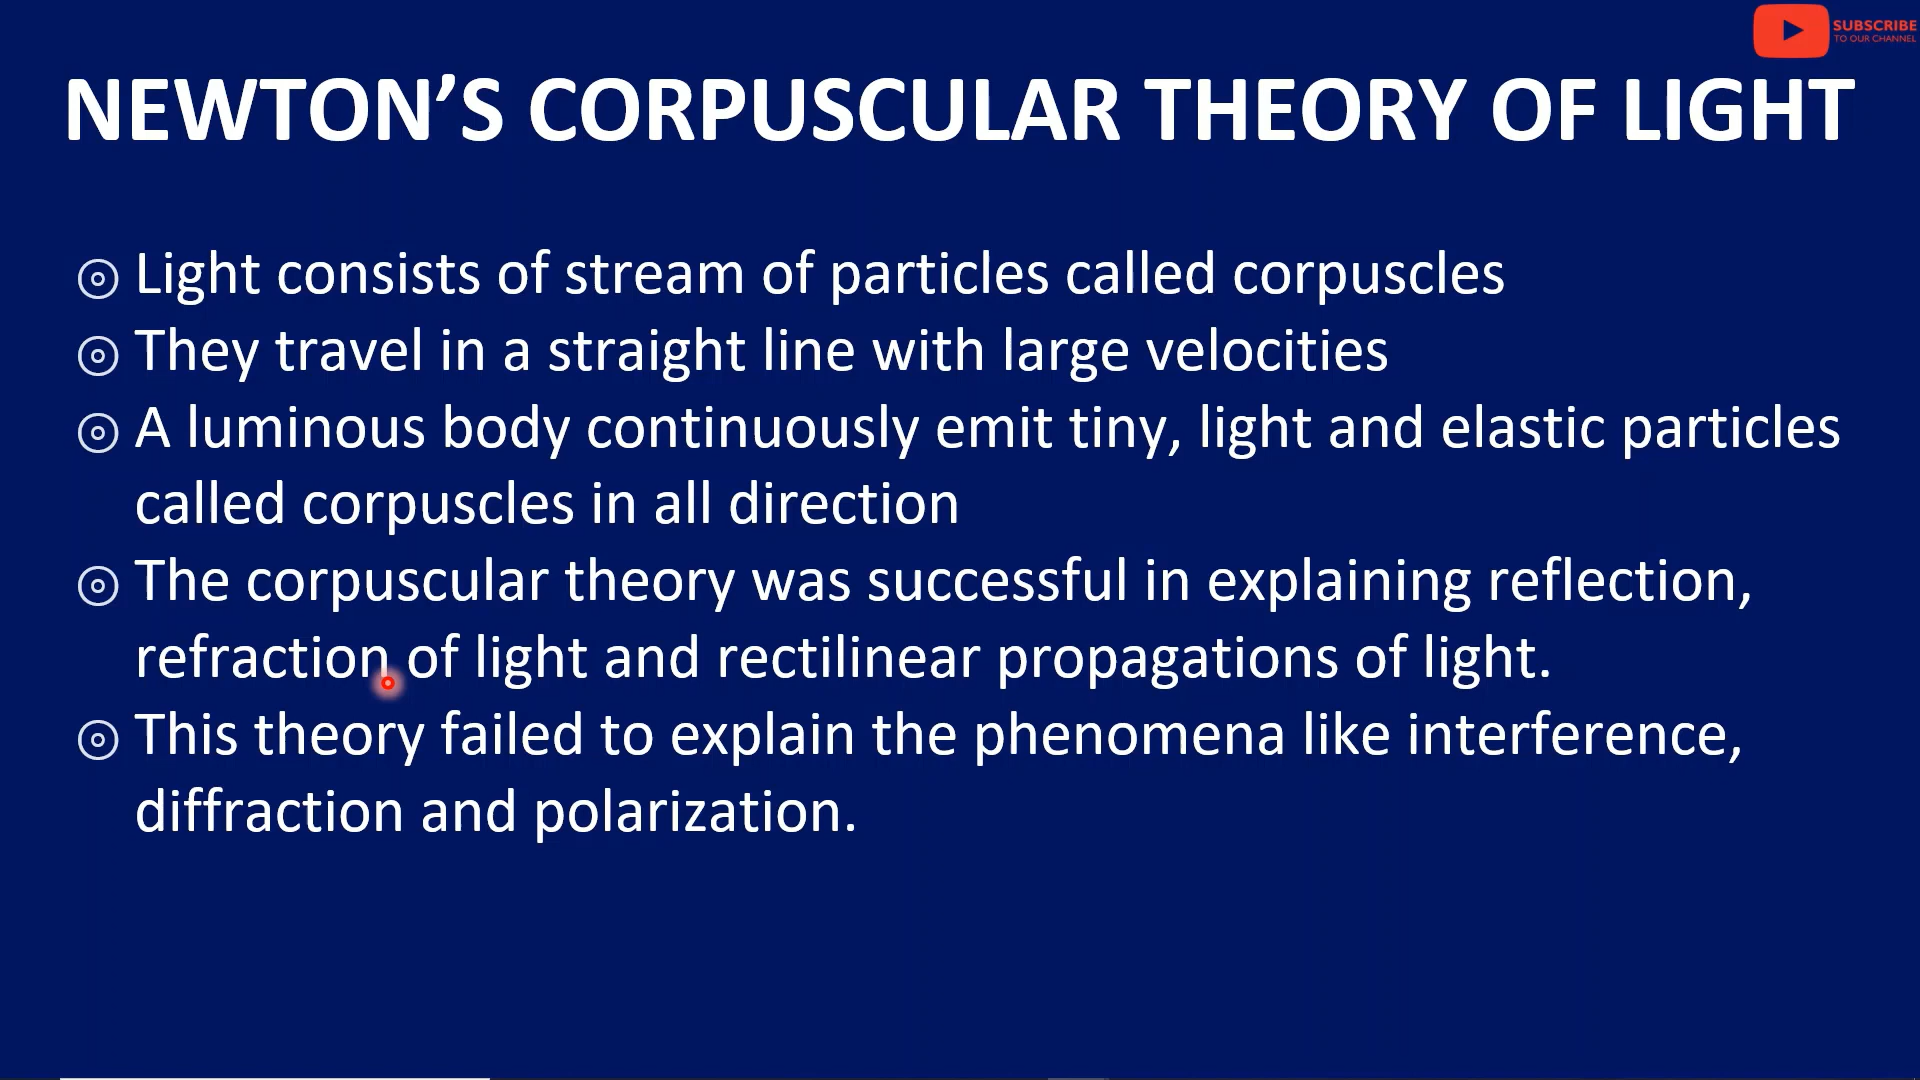 SUBSCRIBE
TO OUR CHANNEL
NEWTON’S CORPUSCULAR THEORY OF LIGHT
Light consists of stream of particles called corpuscles
They travel in a straight line with large velocities
A luminous body continuously emit tiny, light and elastic particles
called corpuscles in all direction
The corpuscular theory was successful in explaining reflection,
refraction of light and rectilinear propagations of light.
This theory failed to explain the phenomena like interference,
diffraction and polarization.